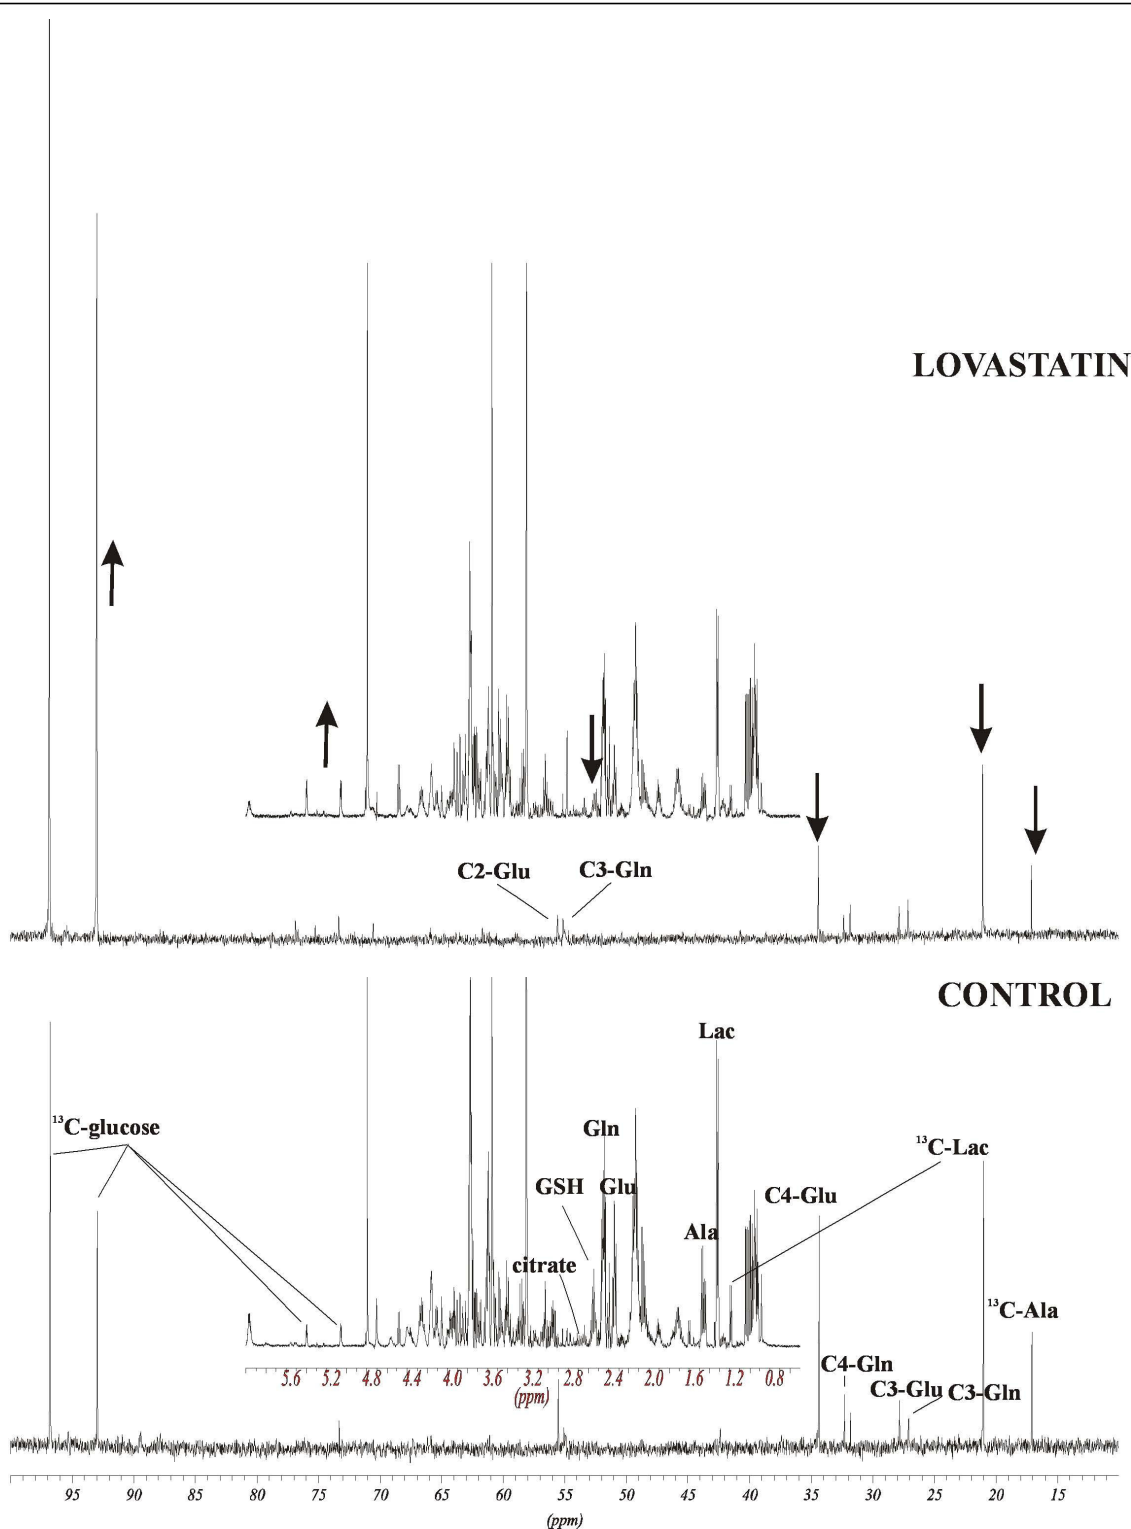 LOVASTATIN
C2-Glu C3-Gln
CONTROL
Lac
¹³C-glucose
Gln
¹³C-Lac
GSH Glu
C4-Glu
Ala
citrate
¹³C-Ala
C4-Gln
5.6 5.2 4.8 4.4 4.0 3.6 3.2 2.8 2.4 2.0 1.6 1.2 0.8
C3-Glu C3-Gln
(ppm)
95 90 85 80 75 70 65 60 55 50 45 40 35 30 25 20 15
(ppm)